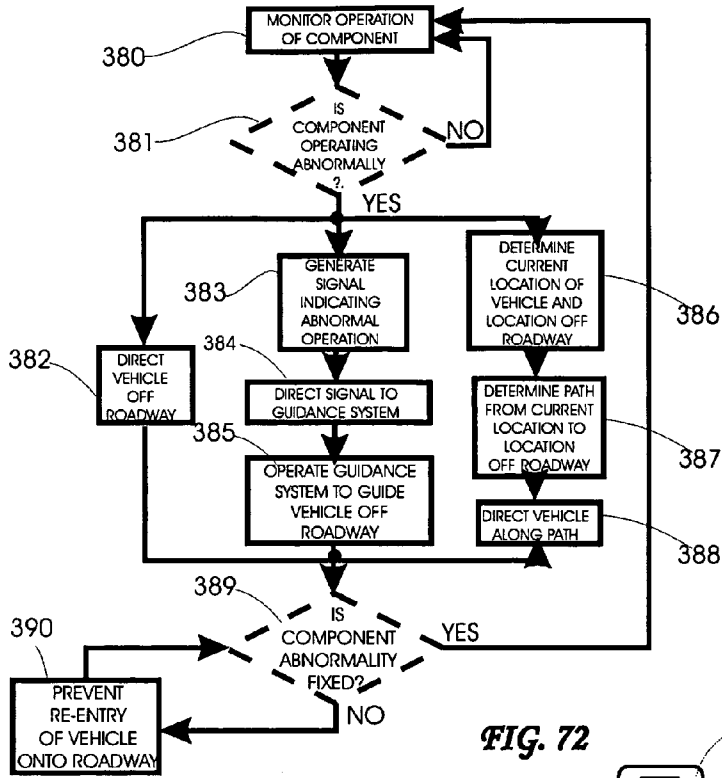 380
MONITOR OPERATION
OF COMPONENT
381
IS
COMPONENT
OPERATING
ABNORMALLY
?.
NO
YES
382
DIRECT
VEHICLE
OFF
ROADWAY
383
GENERATE
SIGNAL
INDICATING
ABNORMAL
OPERATION
384
DIRECT SIGNAL TO
GUIDANCE SYSTEM
385
OPERATE GUIDANCE
SYSTEM TO GUIDE
VEHICLE OFF
ROADWAY
DETERMINE
CURRENT
LOCATION OF
VEHICLE AND
LOCATION OFF
ROADWAY
386
DETERMINE PATH
FROM CURRENT
LOCATION TO
LOCATION
OFF ROADWAY
387
DIRECT VEHICLE
ALONG PATH
388
389
IS
COMPONENT
ABNORMALITY
FIXED?
YES
NO
390
PREVENT
RE-ENTRY
OF VEHICLE
ONTO ROADWAY
FIG. 72